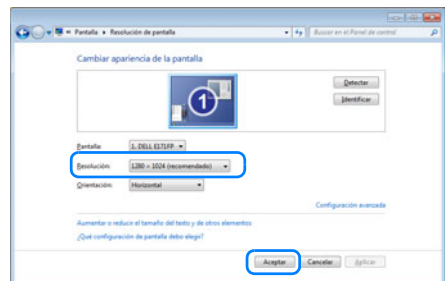 Pantalla ▸ Resolución de pantalla
Buscar en el Panel de control
Cambiar apariencia de la pantalla
1
Detectar
Identificar
Pantalla: 1. DELL E171FP
Resolución: 1280 × 1024 (recomendado)
Orientación: Horizontal
Configuración avanzada
Aumentar o reducir el tamaño del texto y de otros elementos
¿Qué configuración de pantalla debo elegir?
Aceptar Cancelar Aplicar